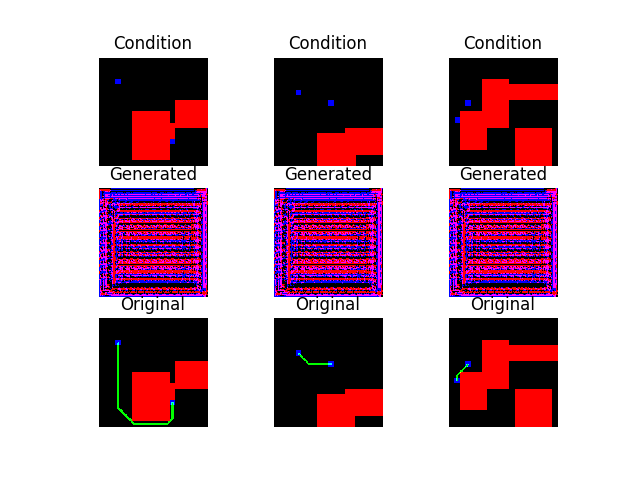 Condition Condition Condition
Generated Generated Generated
Original Original Original